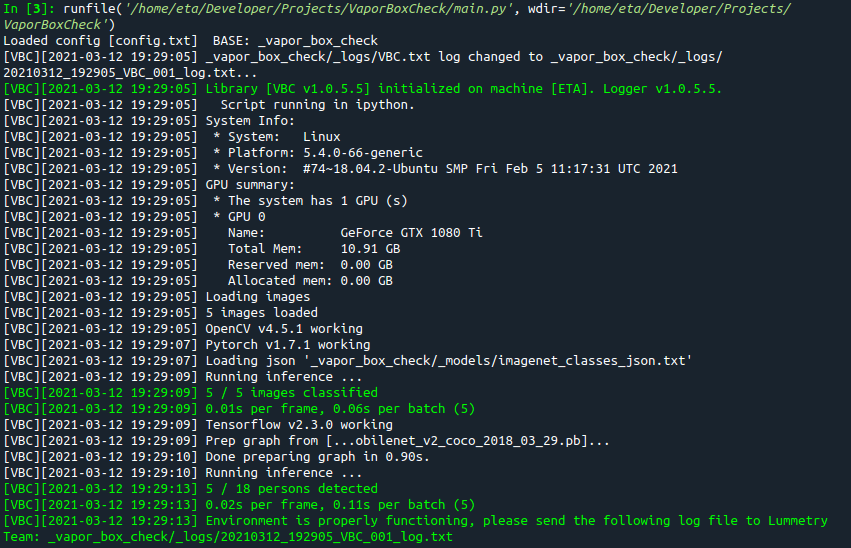 In [3]: runfile('/home/eta/Developer/Projects/VaporBoxCheck/main.py', wdir='/home/eta/Developer/Projects/
VaporBoxCheck')
Loaded config [config.txt]  BASE: _vapor_box_check
[VBC][2021-03-12 19:29:05] _vapor_box_check/_logs/VBC.txt log changed to _vapor_box_check/_logs/
20210312_192905_VBC_001_log.txt...
[VBC][2021-03-12 19:29:05] Library [VBC v1.0.5.5] initialized on machine [ETA]. Logger v1.0.5.5.
[VBC][2021-03-12 19:29:05]   Script running in ipython.
[VBC][2021-03-12 19:29:05] System Info:
[VBC][2021-03-12 19:29:05]  * System:   Linux
[VBC][2021-03-12 19:29:05]  * Platform: 5.4.0-66-generic
[VBC][2021-03-12 19:29:05]  * Version:  #74~18.04.2-Ubuntu SMP Fri Feb 5 11:17:31 UTC 2021
[VBC][2021-03-12 19:29:05] GPU summary:
[VBC][2021-03-12 19:29:05]  * The system has 1 GPU (s)
[VBC][2021-03-12 19:29:05]  * GPU 0
[VBC][2021-03-12 19:29:05]    Name:          GeForce GTX 1080 Ti
[VBC][2021-03-12 19:29:05]    Total Mem:     10.91 GB
[VBC][2021-03-12 19:29:05]    Reserved mem:  0.00 GB
[VBC][2021-03-12 19:29:05]    Allocated mem: 0.00 GB
[VBC][2021-03-12 19:29:05] Loading images
[VBC][2021-03-12 19:29:05] 5 images loaded
[VBC][2021-03-12 19:29:05] OpenCV v4.5.1 working
[VBC][2021-03-12 19:29:07] Pytorch v1.7.1 working
[VBC][2021-03-12 19:29:07] Loading json '_vapor_box_check/_models/imagenet_classes_json.txt'
[VBC][2021-03-12 19:29:09] Running inference ...
[VBC][2021-03-12 19:29:09] 5 / 5 images classified
[VBC][2021-03-12 19:29:09] 0.01s per frame, 0.06s per batch (5)
[VBC][2021-03-12 19:29:09] Tensorflow v2.3.0 working
[VBC][2021-03-12 19:29:09] Prep graph from [...obilenet_v2_coco_2018_03_29.pb]...
[VBC][2021-03-12 19:29:10] Done preparing graph in 0.90s.
[VBC][2021-03-12 19:29:10] Running inference ...
[VBC][2021-03-12 19:29:13] 5 / 18 persons detected
[VBC][2021-03-12 19:29:13] 0.02s per frame, 0.11s per batch (5)
[VBC][2021-03-12 19:29:13] Environment is properly functioning, please send the following log file to Lummetry
Team: _vapor_box_check/_logs/20210312_192905_VBC_001_log.txt